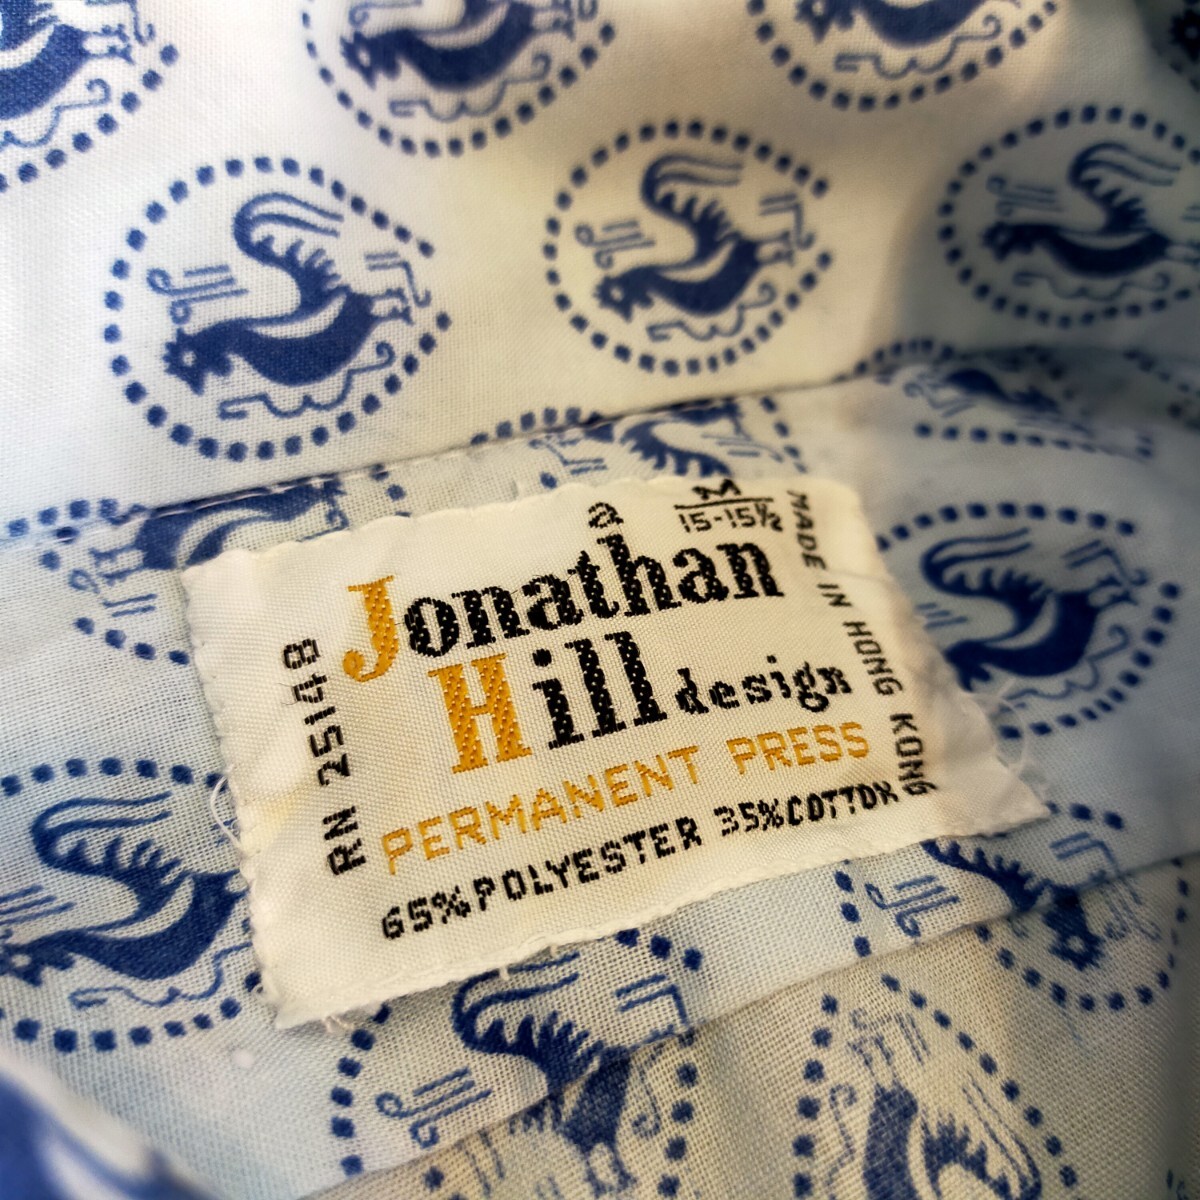 M
15-15½
a
Jonathan
Hill design
PERMANENT PRESS
65% POLYESTER 35% COTTON
RN 25148
MADE IN HONG KONG